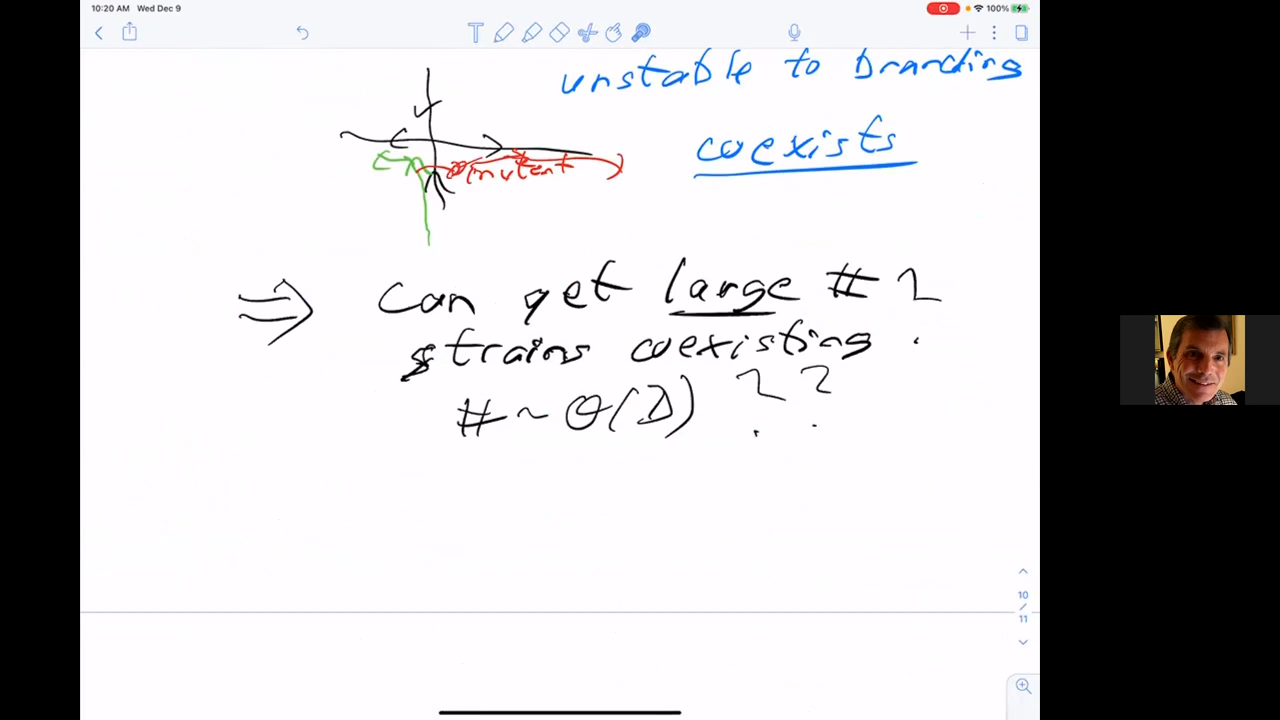 10:20 AM Wed Dec 9
100%
unstable to branching
coexists
mutant
⇒ can get large # ?
strains coexisting .
# ~ O(D) ? ?
10
/
11